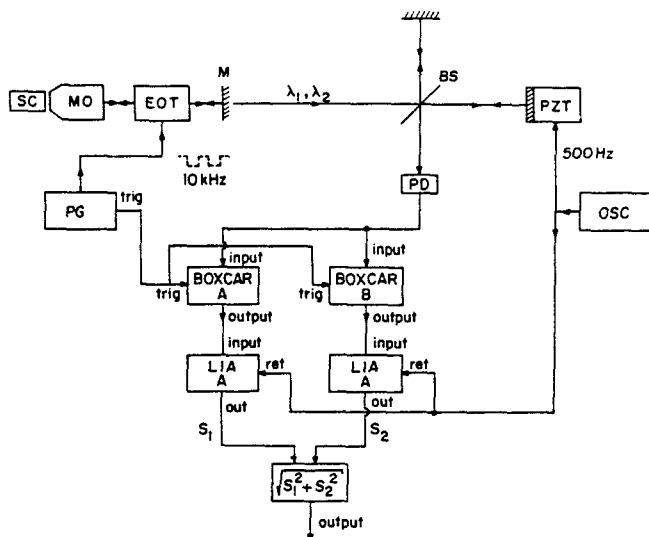 M
BS
SC
MO
EOT
λ1, λ2
PZT
10 kHz
500 Hz
PD
PG
trig
OSC
input
input
trig
BOXCAR
A
trig
BOXCAR
B
output
output
input
input
LIA
A
ret
LIA
A
ret
out
out
S1
S2
√S1² + S2²
output